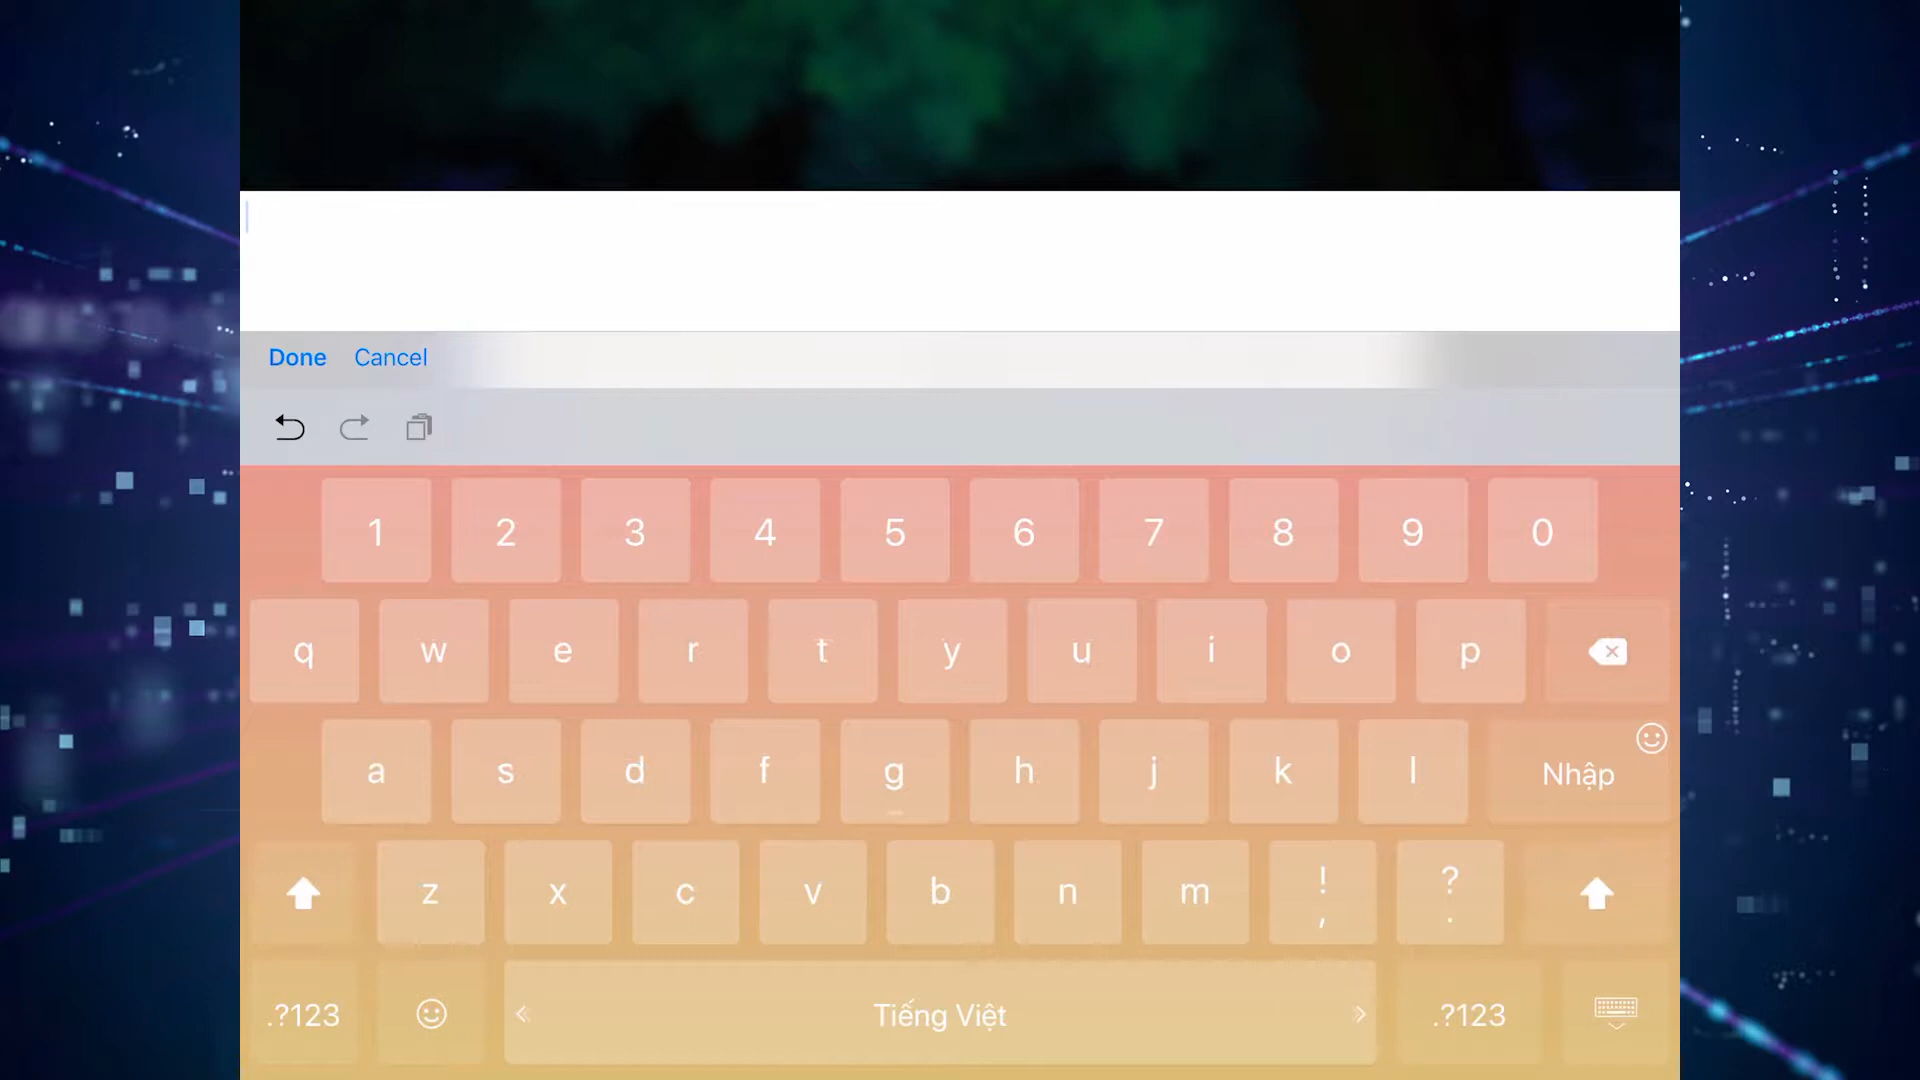 Done Cancel
1 2 3 4 5 6 7 8 9 0
q w e r t y u i o p
a s d f g h j k l Nhập
z x c v b n m ! , ? .
.?123 Tiếng Việt .?123